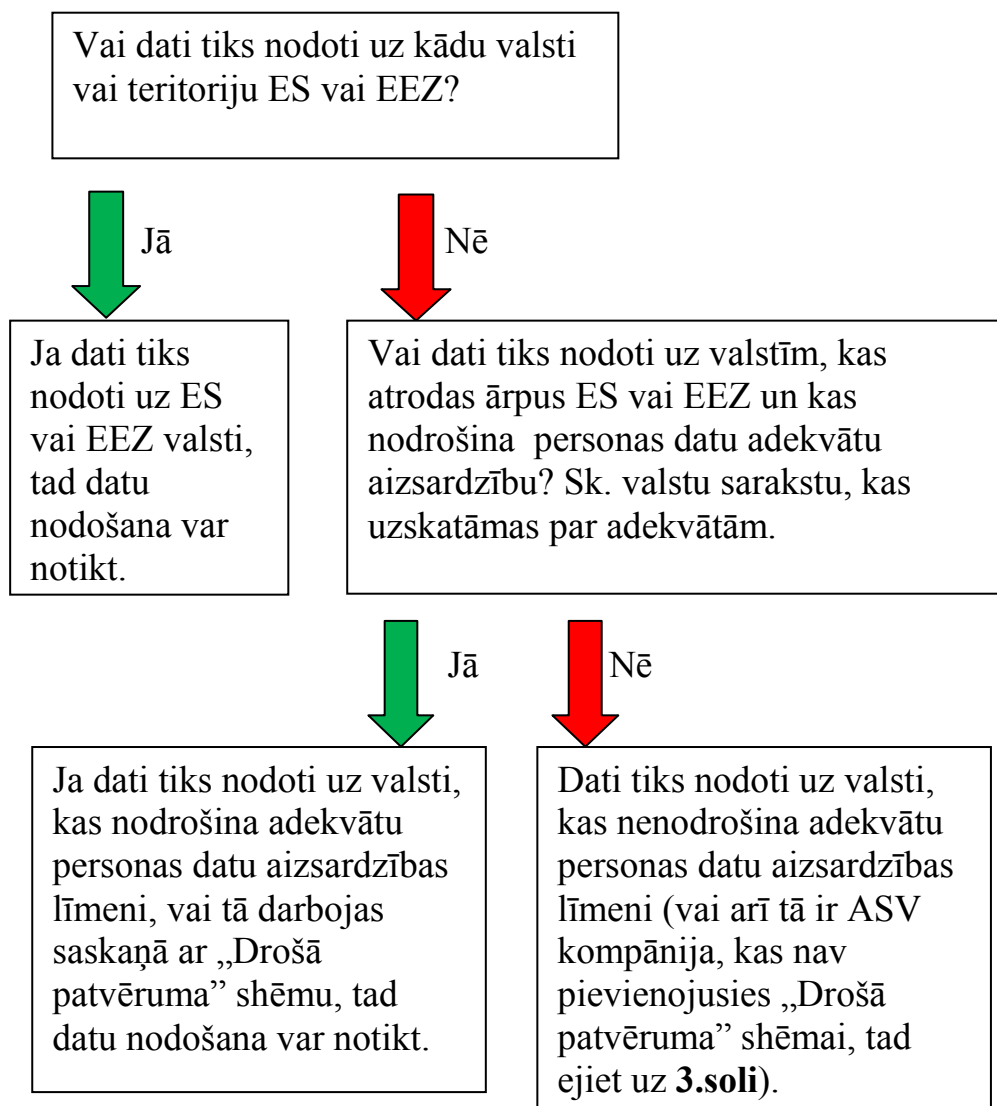 Vai dati tiks nodoti uz kādu valsti
vai teritoriju ES vai EEZ?
Jā
Nē
Ja dati tiks
nodoti uz ES
vai EEZ valsti,
tad datu
nodošana var
notikt.
Vai dati tiks nodoti uz valstīm, kas
atrodas ārpus ES vai EEZ un kas
nodrošina personas datu adekvātu
aizsardzību? Sk. valstu sarakstu, kas
uzskatāmas par adekvātām.
Jā
Nē
Ja dati tiks nodoti uz valsti,
kas nodrošina adekvātu
personas datu aizsardzības
līmeni, vai tā darbojas
saskaņā ar „Drošā
patvēruma” shēmu, tad
datu nodošana var notikt.
Dati tiks nodoti uz valsti,
kas nenodrošina adekvātu
personas datu aizsardzības
līmeni (vai arī tā ir ASV
kompānija, kas nav
pievienojusies „Drošā
patvēruma” shēmai, tad
ejiet uz 3.soli).